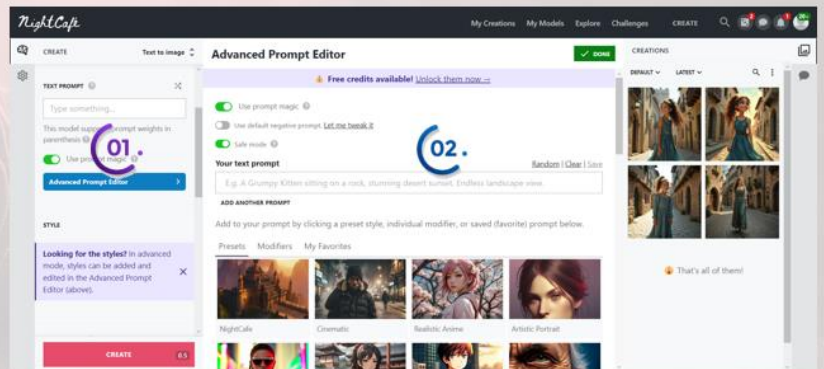 NightCafe
My Creations My Models Explore Challenges CREATE
CREATE Text to image
TEXT PROMPT
Type something...
This model supports prompt weights in
parenthesis
Use prompt magic
Advanced Prompt Editor
01.
STYLE
Looking for the styles? In advanced
mode, styles can be added and
edited in the Advanced Prompt
Editor (above).
CREATE 0.5
Advanced Prompt Editor DONE
Free credits available! Unlock them now
Use prompt magic
Use default negative prompt. Let me tweak it
Safe mode
02.
Your text prompt Random | Clear | Save
E.g. A Grumpy Kitten sitting on a rock, stunning desert sunset. Endless landscape view.
ADD ANOTHER PROMPT
Add to your prompt by clicking a preset style, individual modifier, or saved (favorite) prompt below.
Presets Modifiers My Favorites
NightCafe Cinematic Realistic Anime Artistic Portrait
CREATIONS
DEFAULT LATEST
That's all of them!